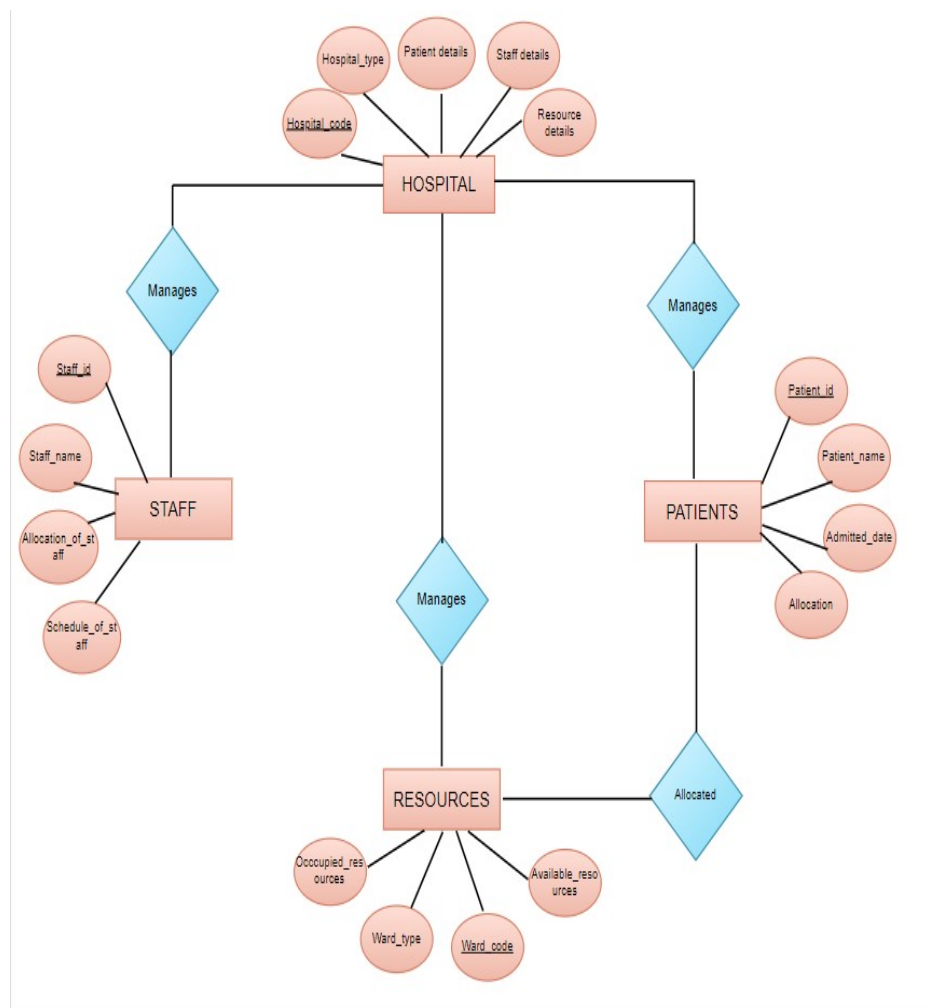 Hospital_type
Patient details
Staff details
Hospital_code
Resource
details
HOSPITAL
Manages
Manages
Staff_id
Patient_id
Staff_name
Patient_name
STAFF
PATIENTS
Allocation_of_st
aff
Admitted_date
Manages
Allocation
Schedule_of_st
aff
RESOURCES
Allocated
Occcupied_res
ources
Available_reso
urces
Ward_type
Ward_code